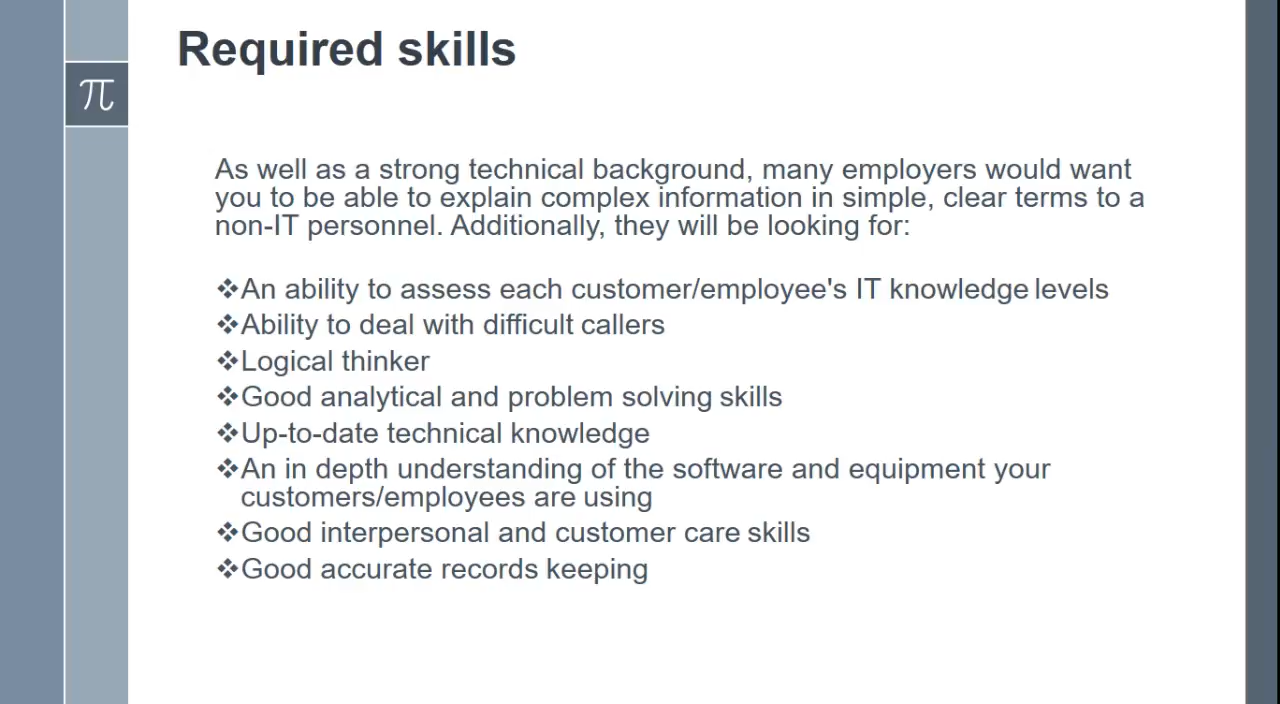 Required skills
π
As well as a strong technical background, many employers would want
you to be able to explain complex information in simple, clear terms to a
non-IT personnel. Additionally, they will be looking for:
❖An ability to assess each customer/employee's IT knowledge levels
❖Ability to deal with difficult callers
❖Logical thinker
❖Good analytical and problem solving skills
❖Up-to-date technical knowledge
❖An in depth understanding of the software and equipment your
customers/employees are using
❖Good interpersonal and customer care skills
❖Good accurate records keeping